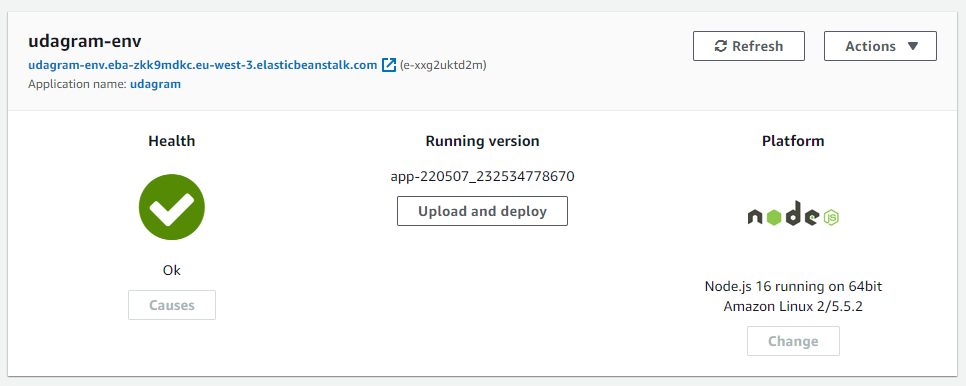 udagram-env
Refresh
Actions
udagram-env.eba-zkk9mdkc.eu-west-3.elasticbeanstalk.com (e-xxg2uktd2m)
Application name: udagram
Health
Ok
Causes
Running version
app-220507_232534778670
Upload and deploy
Platform
node JS
Node.js 16 running on 64bit
Amazon Linux 2/5.5.2
Change